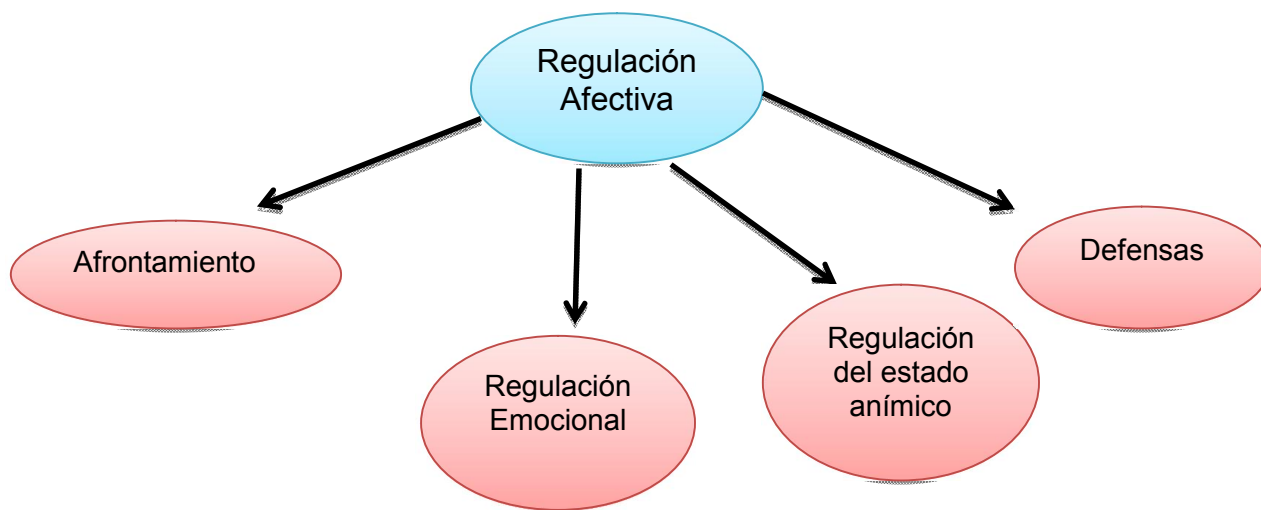 Regulación
Afectiva
Afrontamiento
Regulación
Emocional
Regulación
del estado
anímico
Defensas